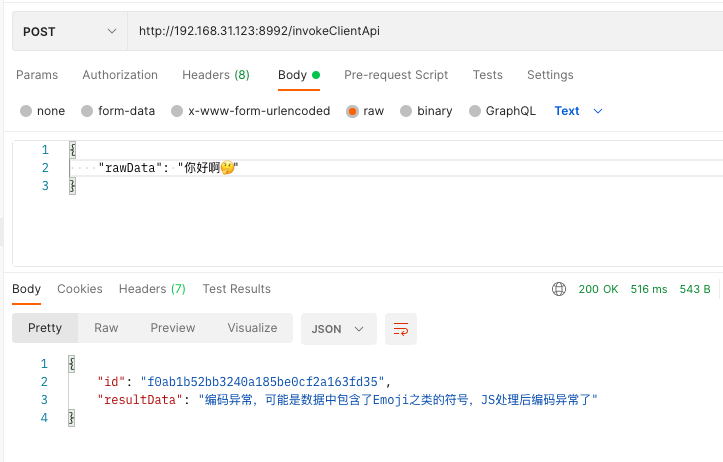 POST http://192.168.31.123:8992/invokeClientApi
Params Authorization Headers (8) Body Pre-request Script Tests Settings
none form-data x-www-form-urlencoded raw binary GraphQL Text
1 {
2 "rawData": "你好啊🤔"
3 }
Body Cookies Headers (7) Test Results 200 OK 516 ms 543 B
Pretty Raw Preview Visualize JSON
1 {
2 "id": "f0ab1b52bb3240a185be0cf2a163fd35",
3 "resultData": "编码异常，可能是数据中包含了Emoji之类的符号，JS处理后编码异常了"
4 }